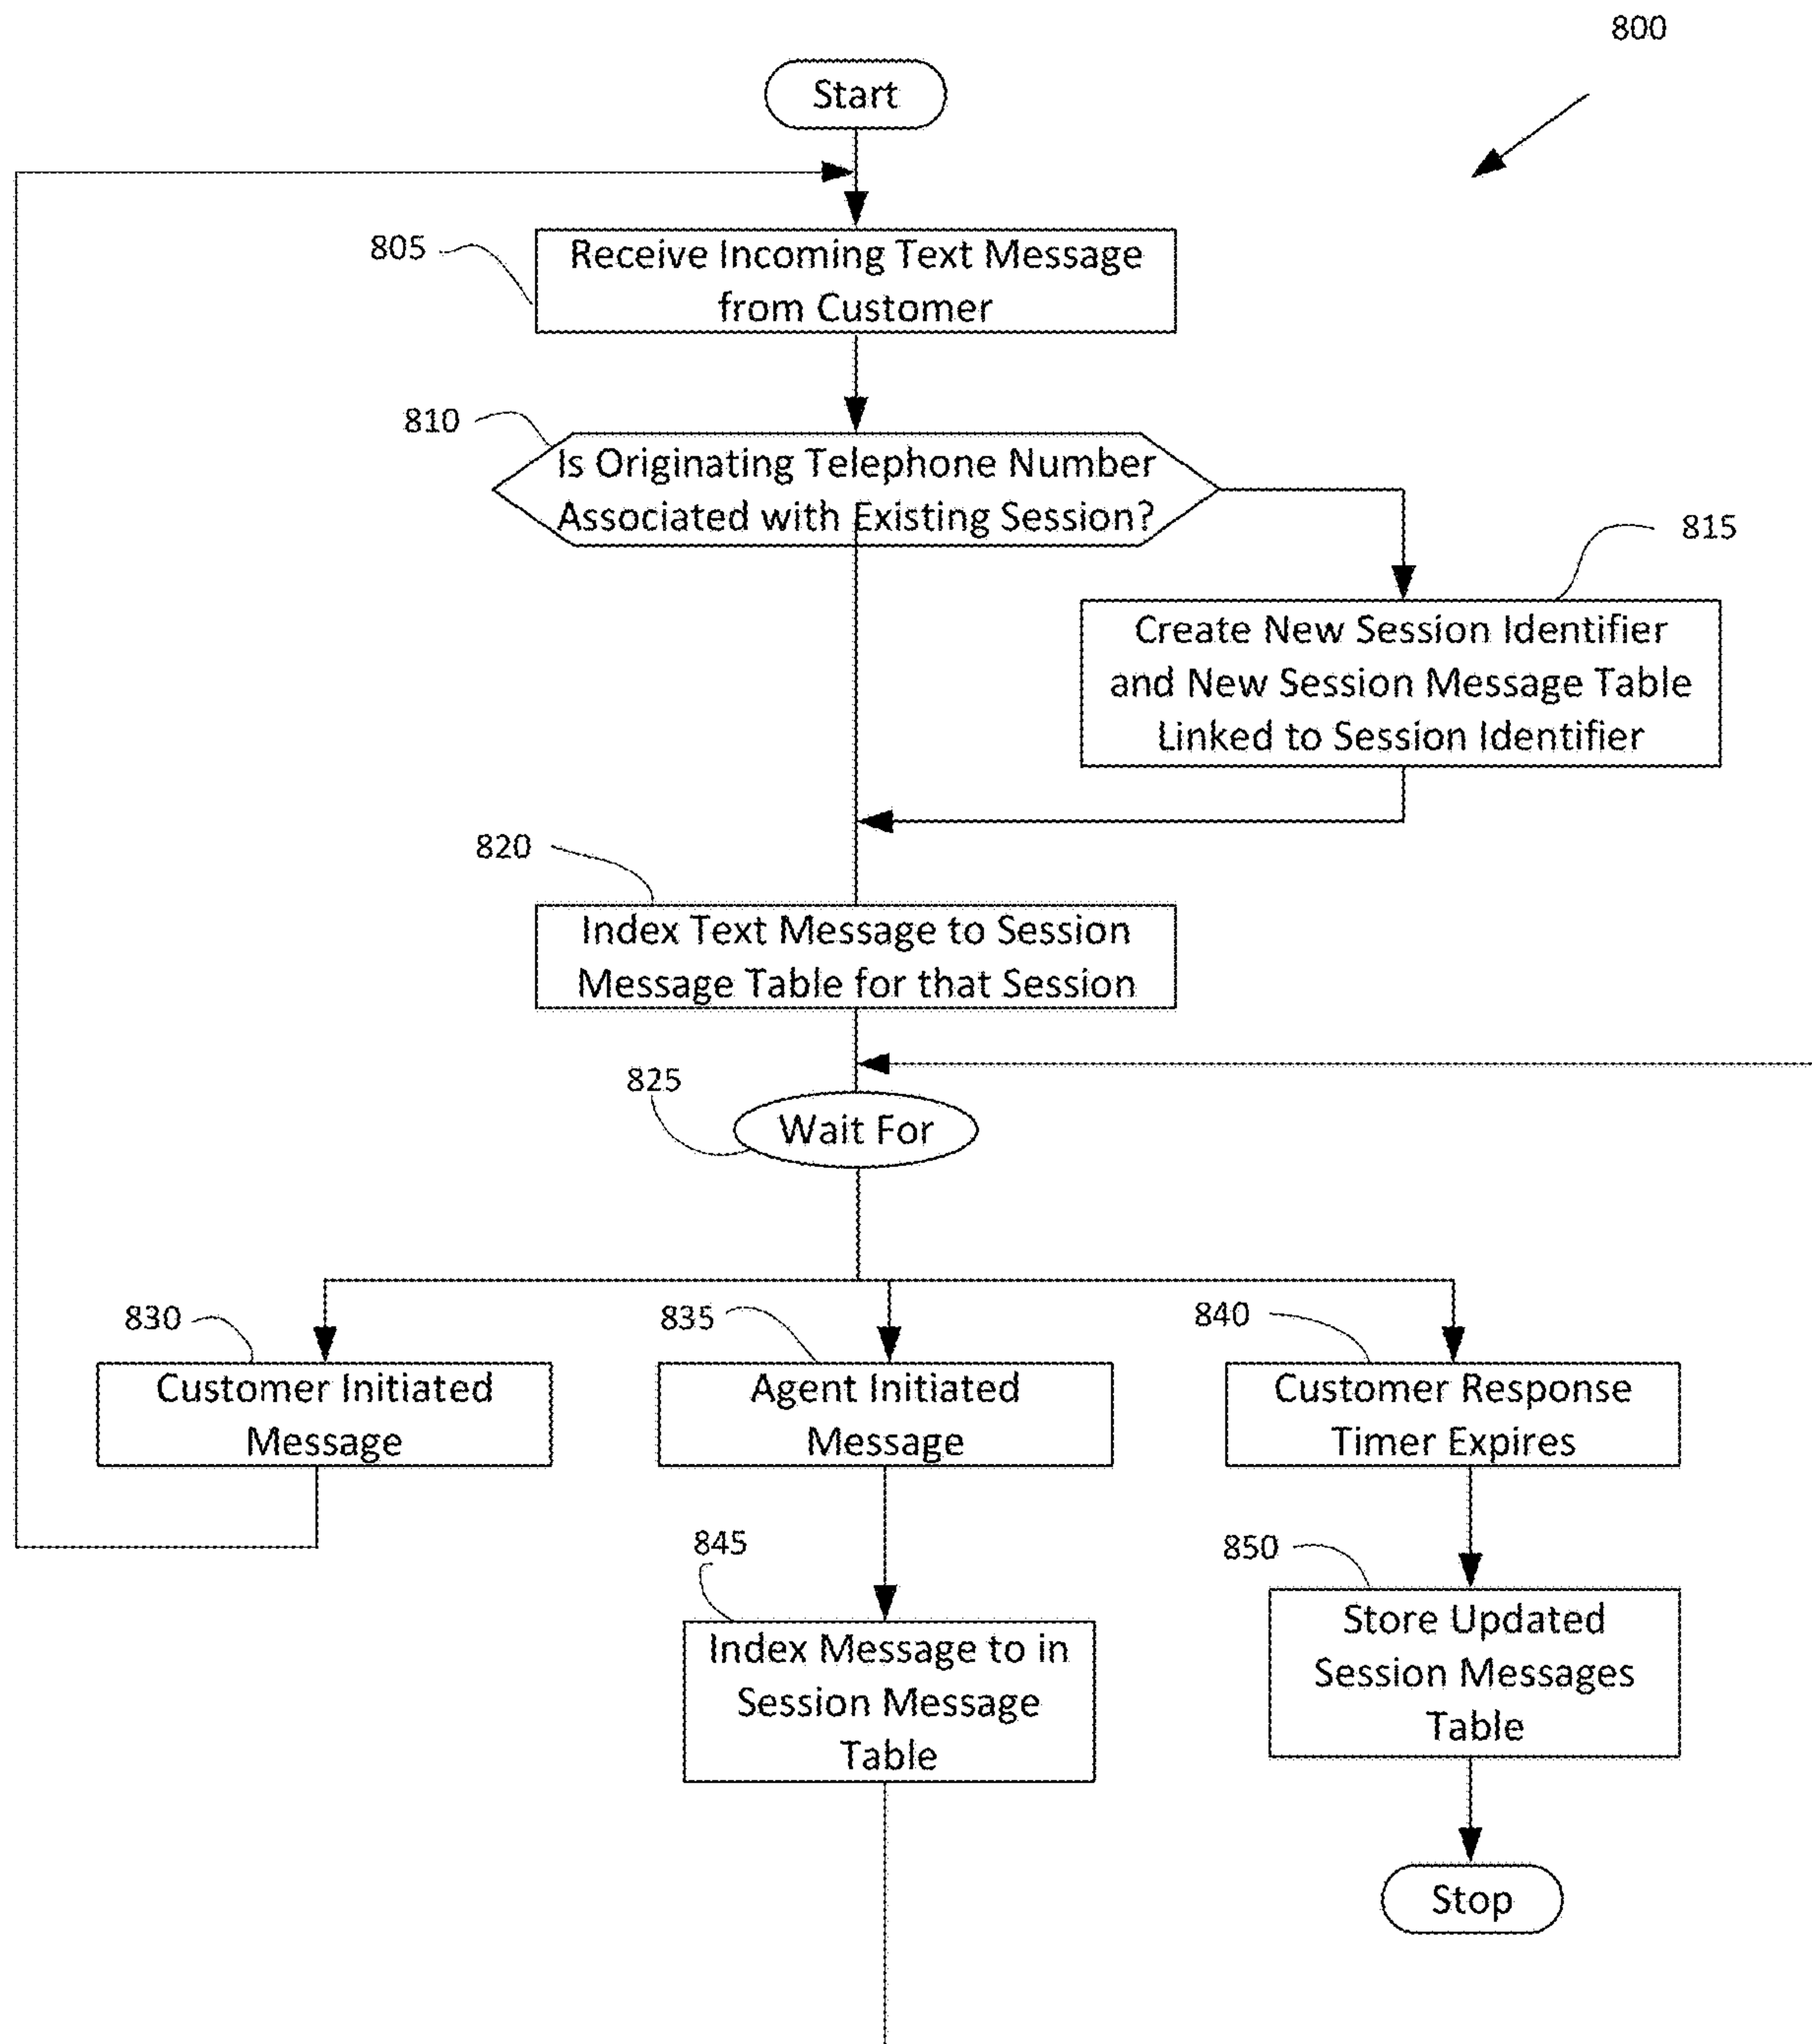 800
Start
805
Receive Incoming Text Message
from Customer
810
Is Originating Telephone Number
Associated with Existing Session?
815
Create New Session Identifier
and New Session Message Table
Linked to Session Identifier
820
Index Text Message to Session
Message Table for that Session
825
Wait For
830
Customer Initiated
Message
835
Agent Initiated
Message
840
Customer Response
Timer Expires
845
Index Message to in
Session Message
Table
850
Store Updated
Session Messages
Table
Stop